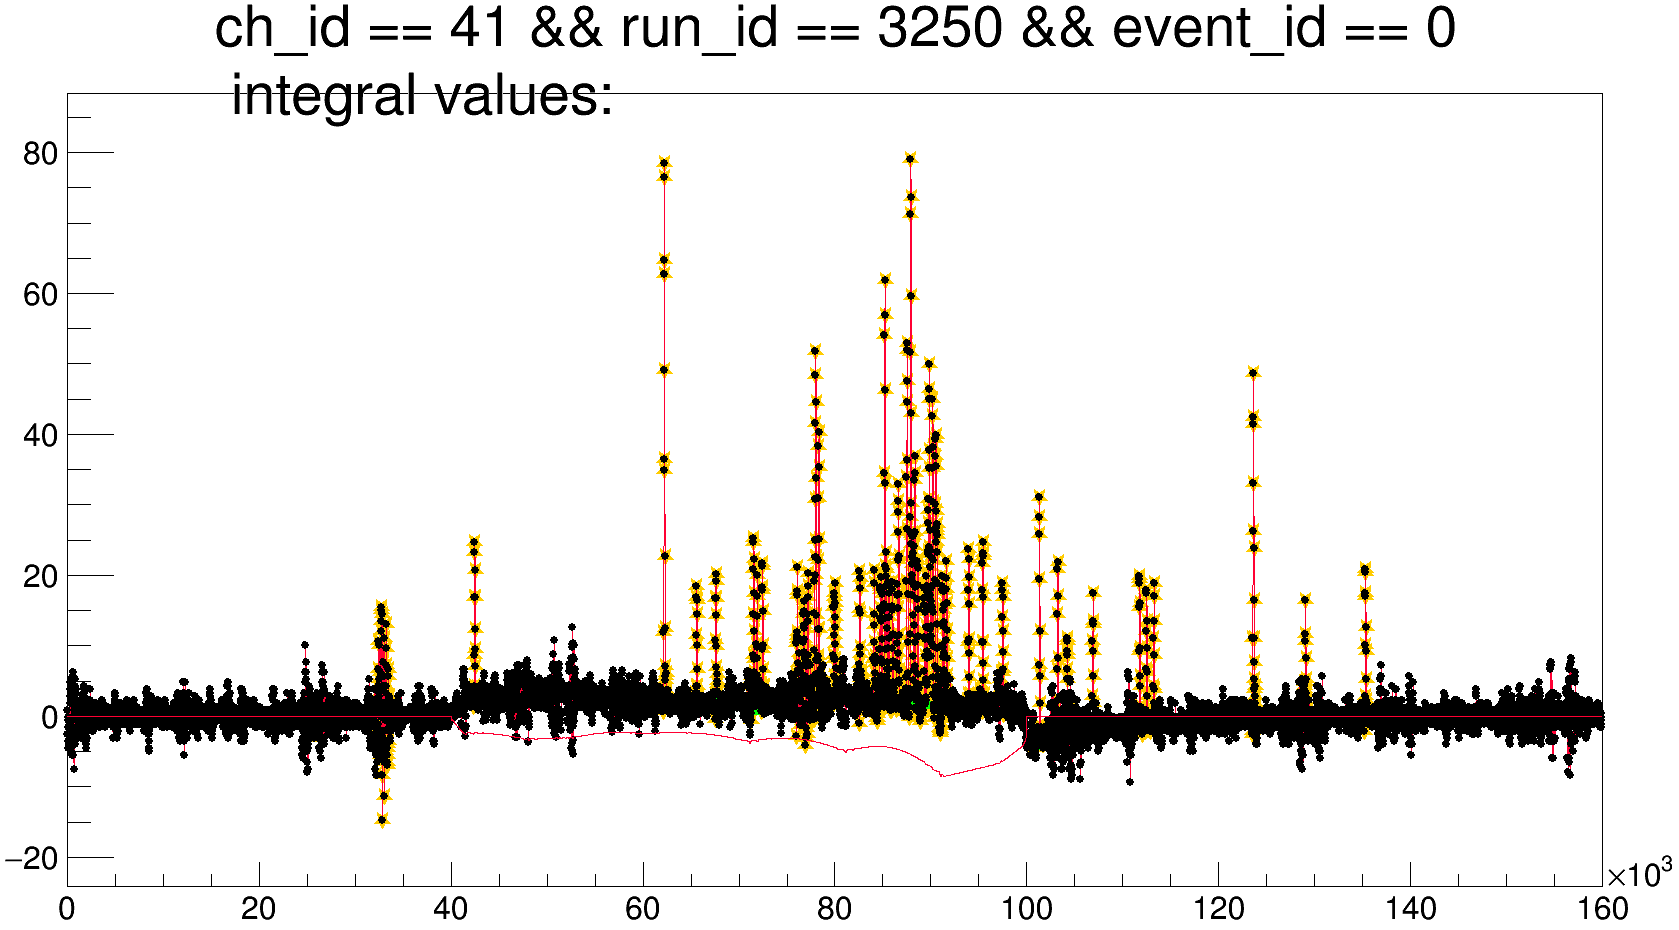 ch_id == 41 && run_id == 3250 && event_id == 0
integral values:
80
60
40
20
0
−20
0 20 40 60 80 100 120 140 160
×10³